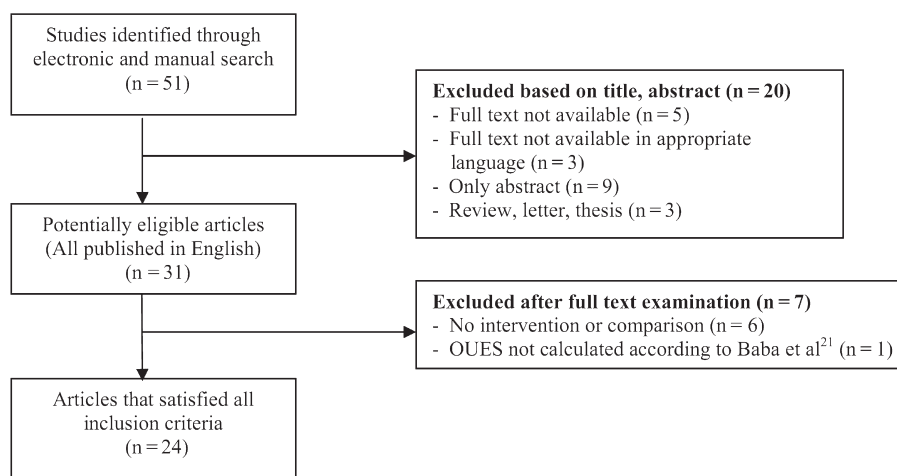 Studies identified through
electronic and manual search
(n = 51)
Excluded based on title, abstract (n = 20)
- Full text not available (n = 5)
- Full text not available in appropriate
language (n = 3)
- Only abstract (n = 9)
- Review, letter, thesis (n = 3)
Potentially eligible articles
(All published in English)
(n = 31)
Excluded after full text examination (n = 7)
- No intervention or comparison (n = 6)
- OUES not calculated according to Baba et al21 (n = 1)
Articles that satisfied all
inclusion criteria
(n = 24)